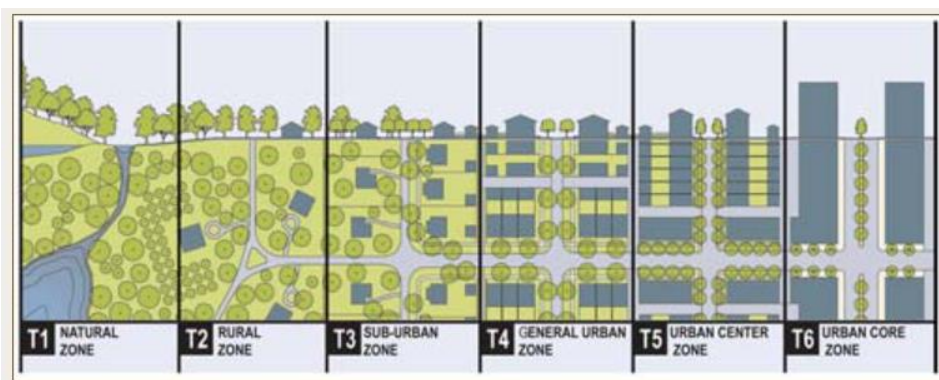 T1 NATURAL
ZONE
T2 RURAL
ZONE
T3 SUB-URBAN
ZONE
T4 GENERAL URBAN
ZONE
T5 URBAN CENTER
ZONE
T6 URBAN CORE
ZONE